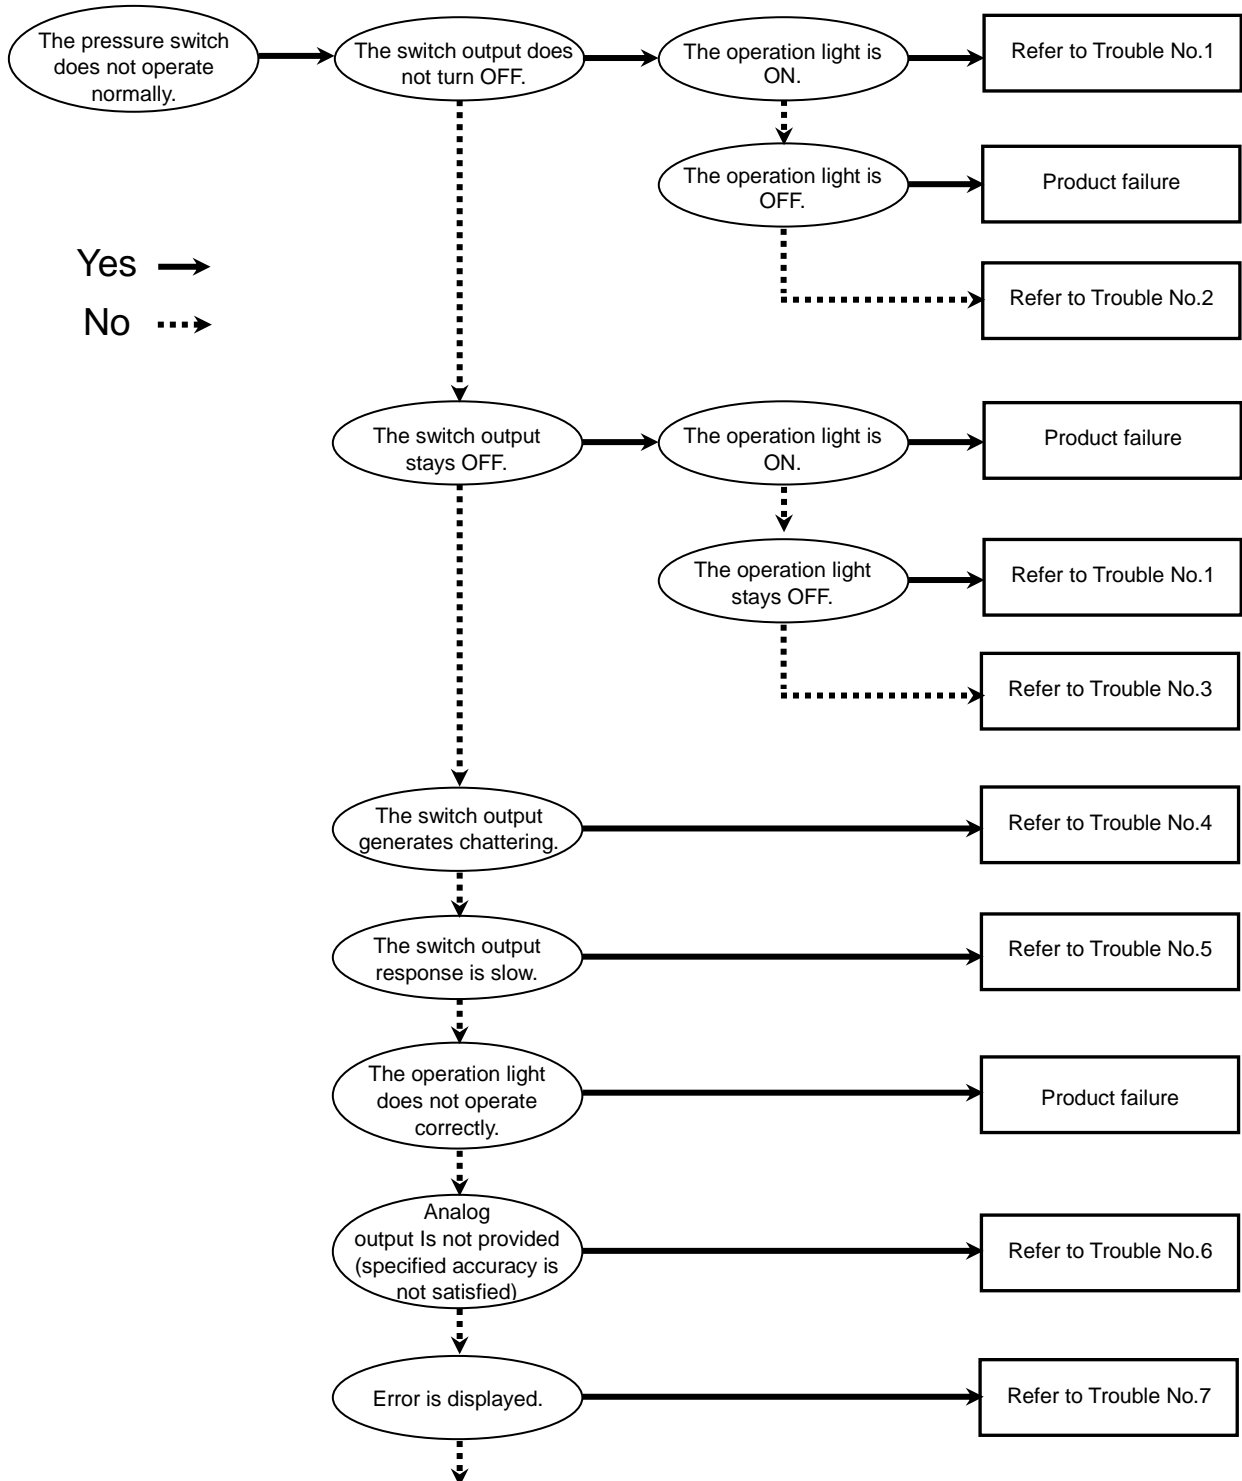 The pressure switch
does not operate
normally.
The switch output does
not turn OFF.
The operation light is
ON.
Refer to Trouble No.1
The operation light is
OFF.
Product failure
Yes
No
Refer to Trouble No.2
The switch output
stays OFF.
The operation light is
ON.
Product failure
The operation light
stays OFF.
Refer to Trouble No.1
Refer to Trouble No.3
The switch output
generates chattering.
Refer to Trouble No.4
The switch output
response is slow.
Refer to Trouble No.5
The operation light
does not operate
correctly.
Product failure
Analog
output Is not provided
(specified accuracy is
not satisfied)
Refer to Trouble No.6
Error is displayed.
Refer to Trouble No.7